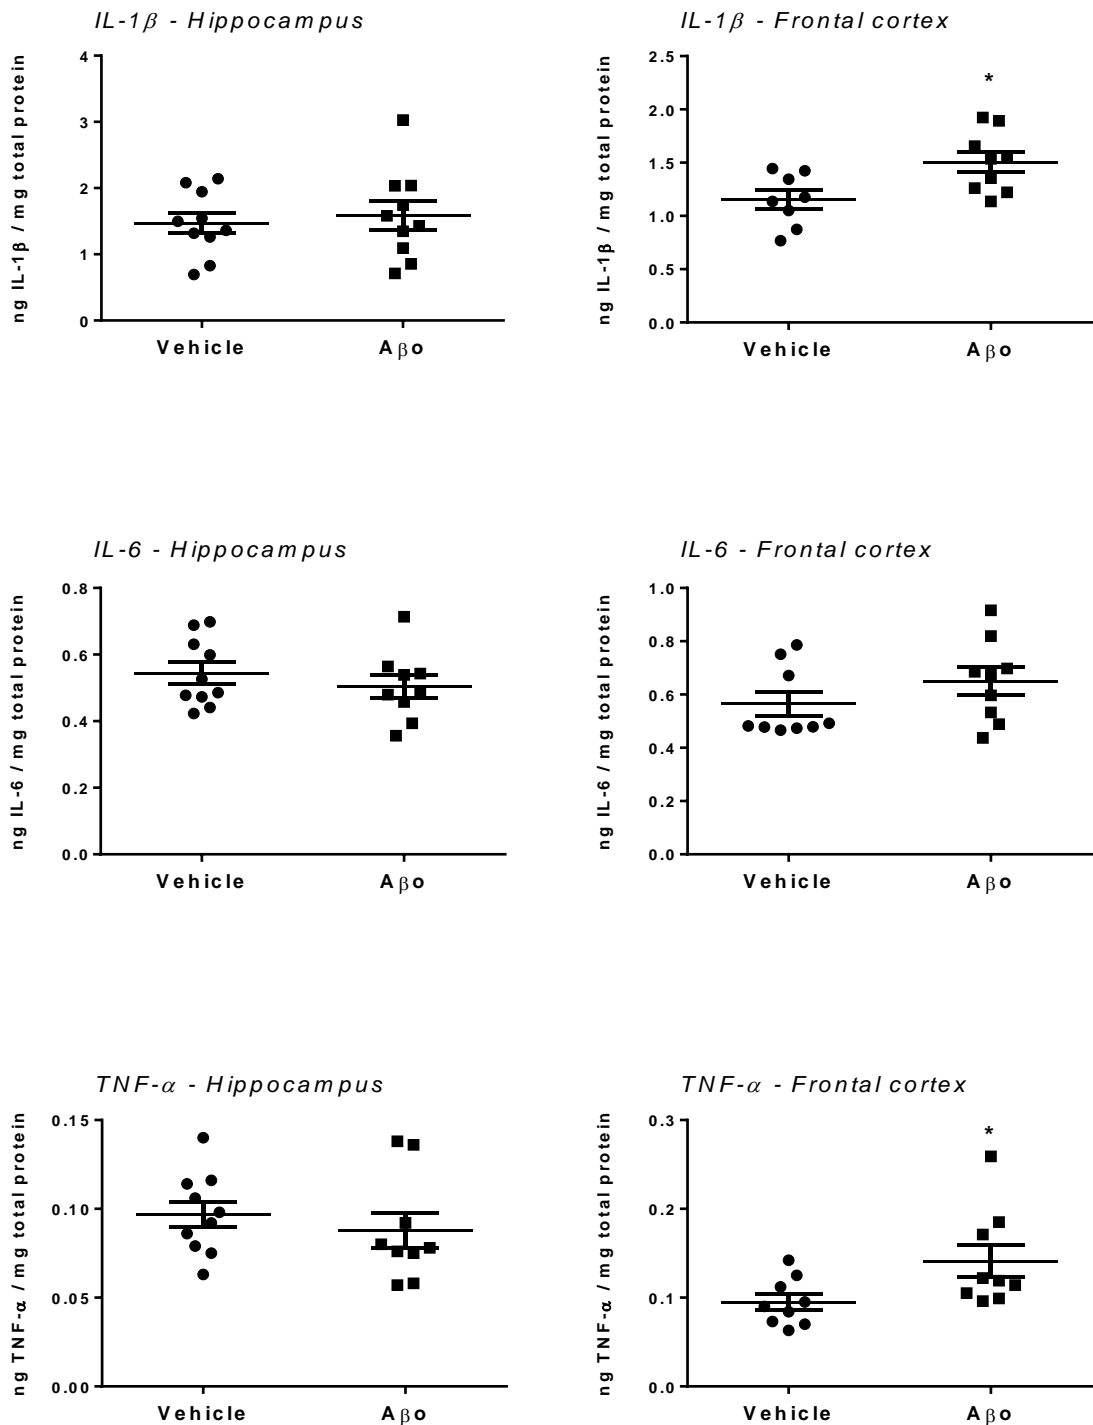 IL-1β - Hippocampus
ng IL-1β / mg total protein
4
3
2
1
0
Vehicle
Aβo
IL-1β - Frontal cortex
ng IL-1β / mg total protein
2.5
2.0
1.5
1.0
0.5
0.0
*
Vehicle
Aβo
IL-6 - Hippocampus
ng IL-6 / mg total protein
0.8
0.6
0.4
0.2
0.0
Vehicle
Aβo
IL-6 - Frontal cortex
ng IL-6 / mg total protein
1.0
0.8
0.6
0.4
0.2
0.0
Vehicle
Aβo
TNF-α - Hippocampus
ng TNF-α / mg total protein
0.15
0.10
0.05
0.00
Vehicle
Aβo
TNF-α - Frontal cortex
ng TNF-α / mg total protein
0.3
0.2
0.1
0.0
*
Vehicle
Aβo